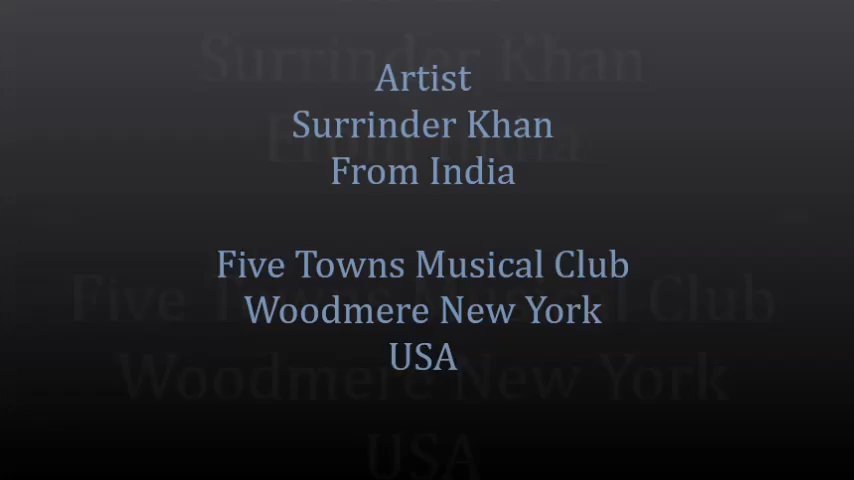 Artist
Surrinder Khan
From India
Five Towns Musical Club
Woodmere New York
USA